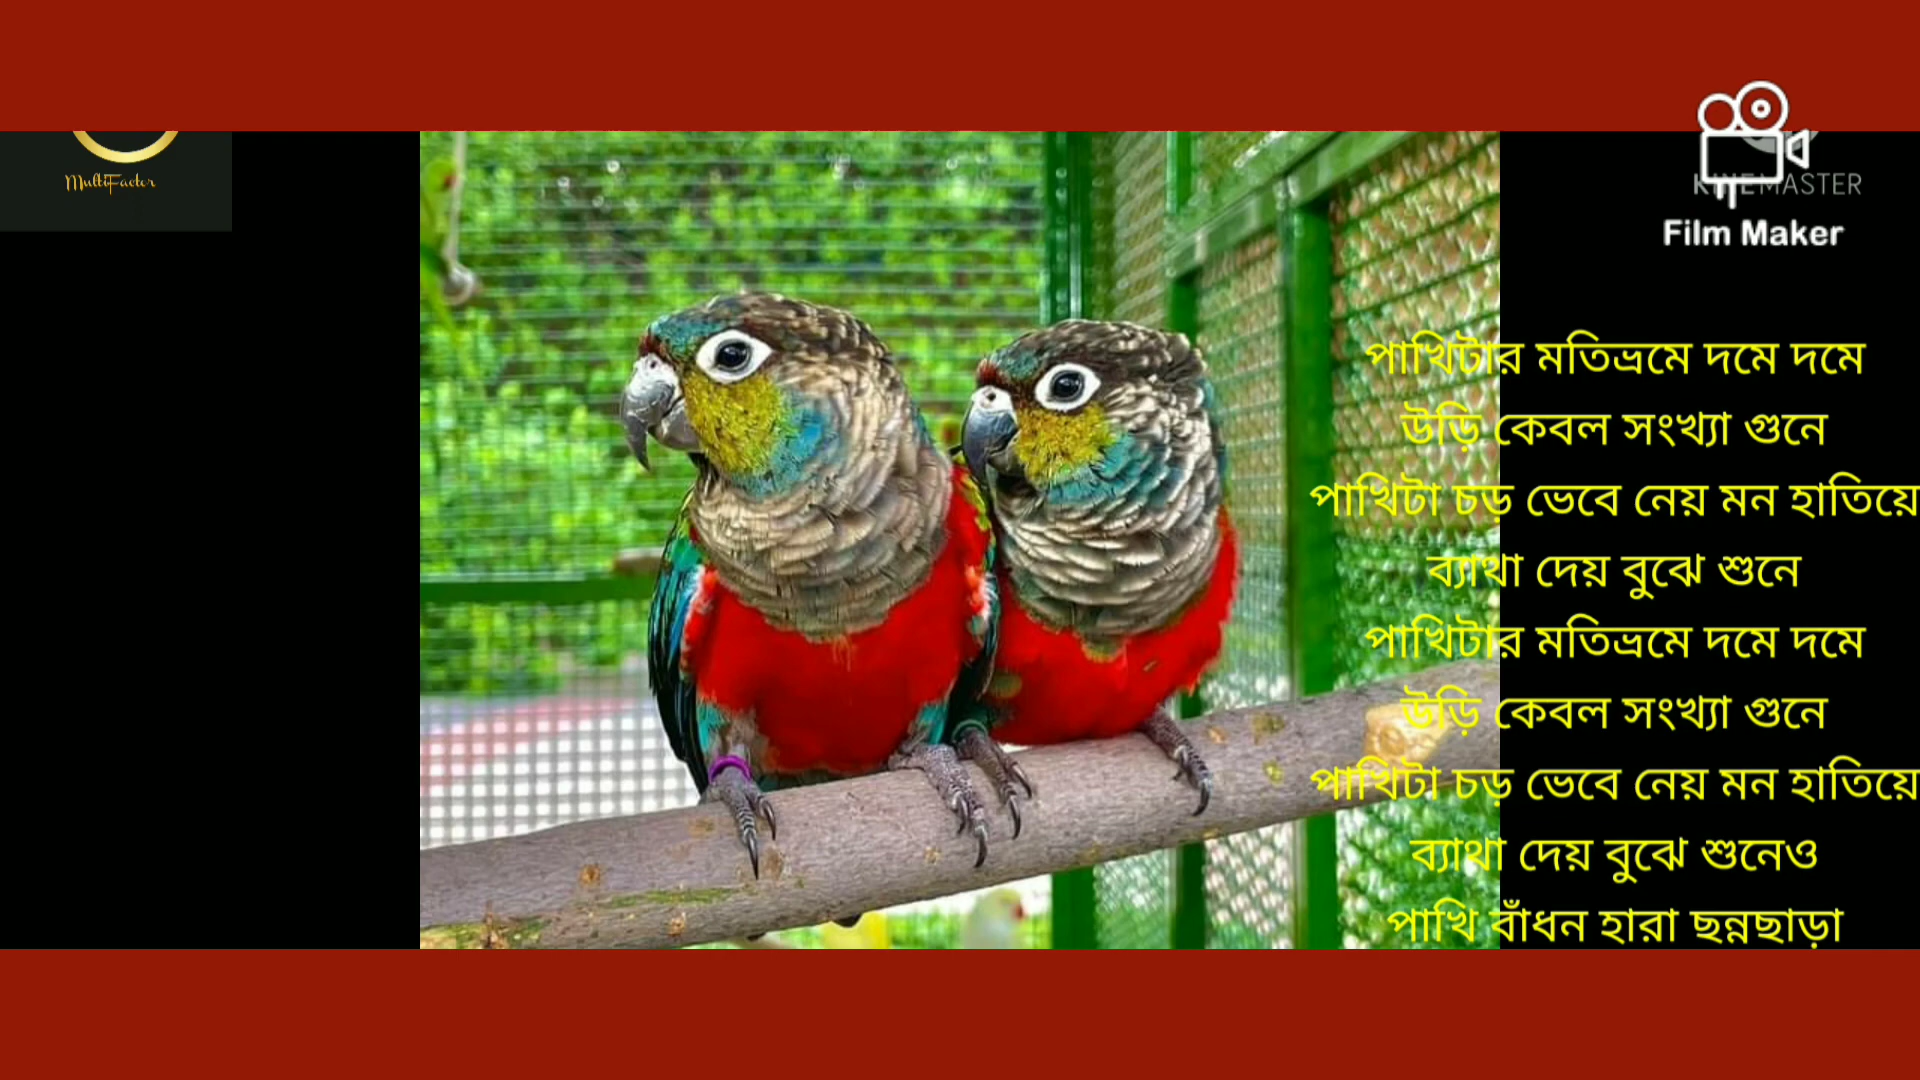 MultiFactor
KINEMASTER
Film Maker
পাখিটার মতিভ্রমে দমে দমে
উড়ি কেবল সংখ্যা গুনে
পাখিটা চড় ভেবে নেয় মন হাতিয়ে
ব্যাথা দেয় বুঝে শুনে
পাখিটার মতিভ্রমে দমে দমে
উড়ি কেবল সংখ্যা গুনে
পাখিটা চড় ভেবে নেয় মন হাতিয়ে
ব্যাথা দেয় বুঝে শুনেও
পাখি বাঁধন হারা ছন্নছাড়া